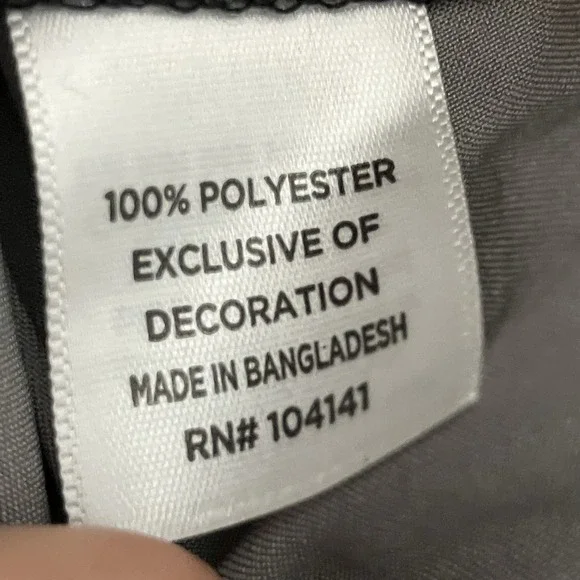 100% POLYESTER
EXCLUSIVE OF
DECORATION
MADE IN BANGLADESH
RN# 104141